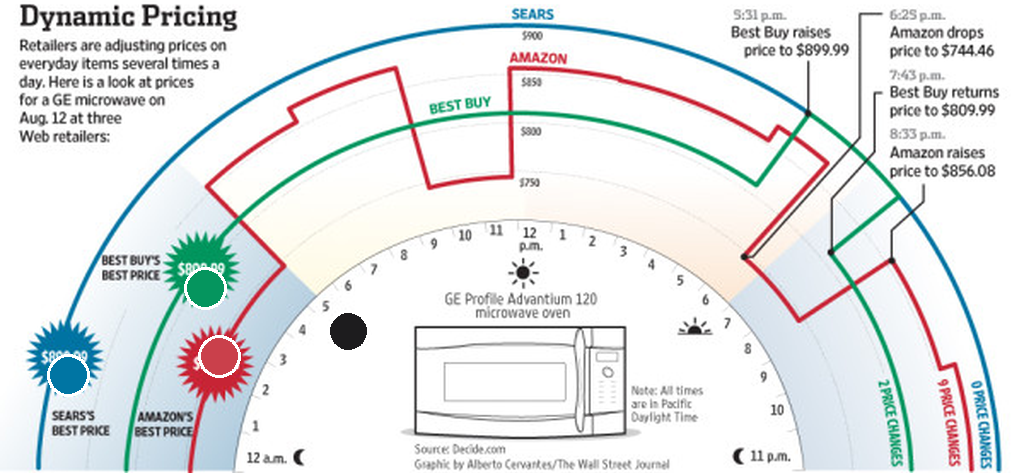 Dynamic Pricing
Retailers are adjusting prices on
everyday items several times a
day. Here is a look at prices
for a GE microwave on
Aug. 12 at three
Web retailers:
SEARS
$900
AMAZON
$850
BEST BUY
$800
$750
5:31 p.m.
Best Buy raises
price to $899.99
6:25 p.m.
Amazon drops
price to $744.46
7:43 p.m.
Best Buy returns
price to $809.99
8:33 p.m.
Amazon raises
price to $856.08
BEST BUY'S
BEST PRICE
SEARS'S
BEST PRICE
AMAZON'S
BEST PRICE
12 a.m.
1
2
3
4
5
6
7
8
9
10
11
12
p.m.
1
2
3
4
5
6
7
8
9
10
11 p.m.
GE Profile Advantium 120
microwave oven
Note: All times
are in Pacific
Daylight Time
Source: Decide.com
Graphic by Alberto Cervantes/The Wall Street Journal
2 PRICE CHANGES
9 PRICE CHANGES
0 PRICE CHANGES